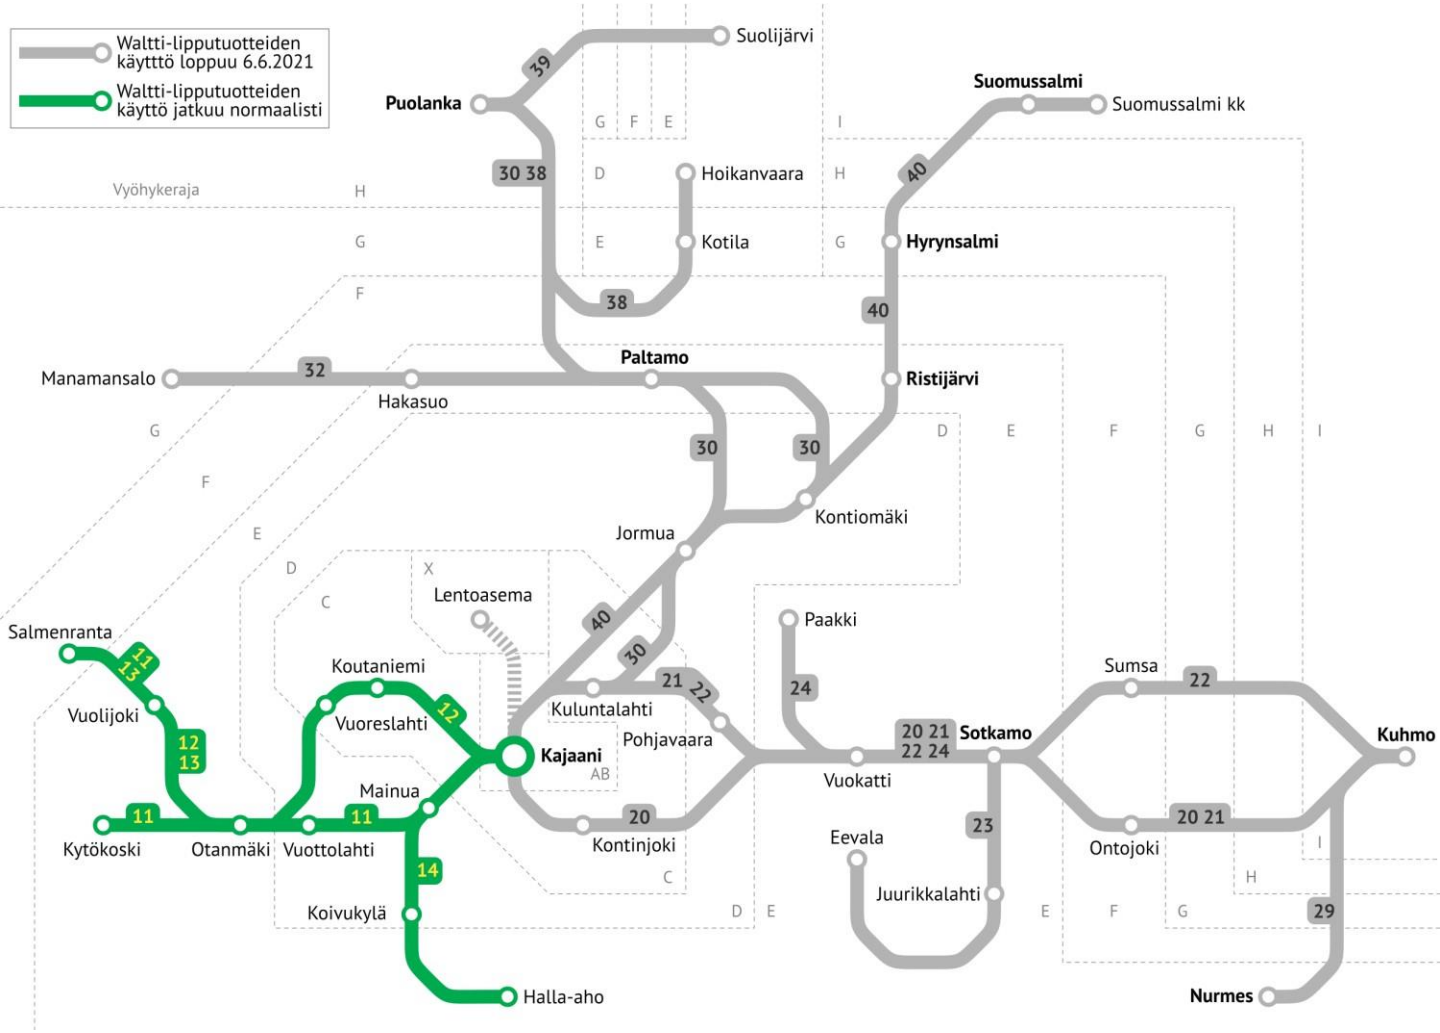 Waltti-lipputuotteiden
käytttö loppuu 6.6.2021
Waltti-lipputuotteiden
käyttö jatkuu normaalisti
Suolijärvi
39
Puolanka
Suomussalmi
Suomussalmi kk
G F E I
30 38
D
Hoikanvaara
H
40
Vyöhykeraja
H
G
E
Kotila
G
Hyrynsalmi
F
38
40
Paltamo
32
Manamansalo
Hakasuo
Ristijärvi
G
D E F G H I
30
30
F
Kontiomäki
E
Jormua
D
X
C
Lentoasema
40
Paakki
Salmenranta
11
13
30
Koutaniemi
21
22
24
Sumsa
22
Vuolijoki
Vuoreslahti
12
Kuluntalahti
Pohjavaara
20 21
22 24
Sotkamo
Kuhmo
12
13
Kajaani
AB
Vuokatti
Mainua
11
11
20
23
20 21
Kytökoski
Otanmäki
Vuottolahti
Kontinjoki
Eevala
Ontojoki
I
14
C
H
Juurikkalahti
Koivukylä
D E
E F G
29
Halla-aho
Nurmes